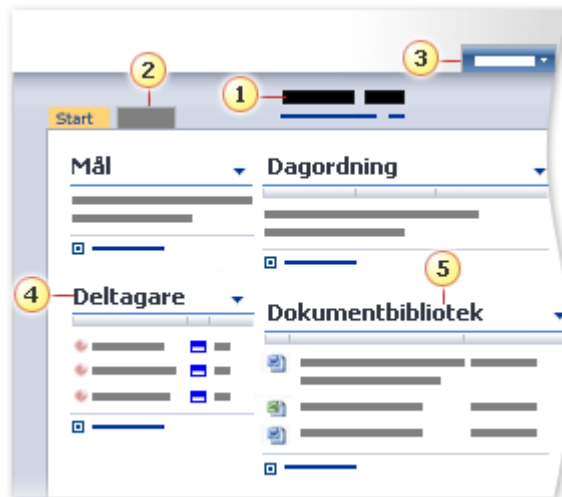 3
2
1
Start
Mål
Dagordning
5
4
Deltagare
Dokumentbibliotek